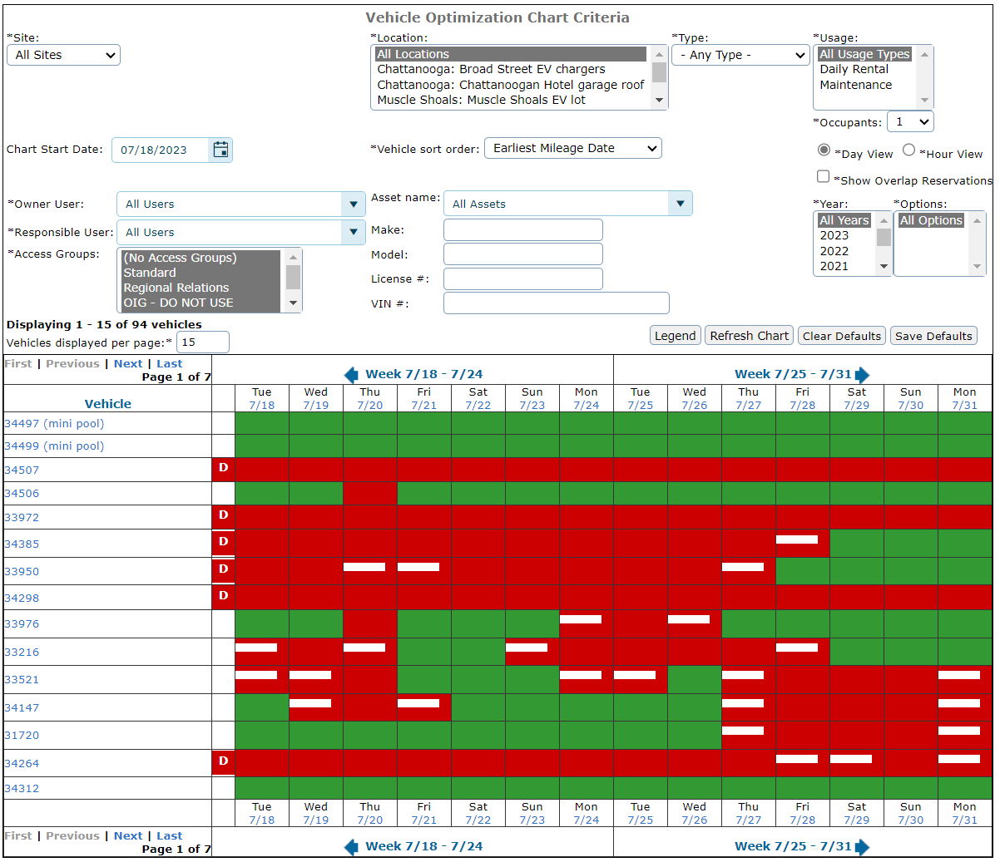 Vehicle Optimization Chart Criteria
*Site:
All Sites
*Location:
All Locations
Chattanooga: Broad Street EV chargers
Chattanooga: Chattanoogan Hotel garage roof
Muscle Shoals: Muscle Shoals EV lot
*Type:
- Any Type -
*Usage:
All Usage Types
Daily Rental
Maintenance
*Occupants: 1
Chart Start Date: 07/18/2023
*Vehicle sort order: Earliest Mileage Date
*Day View *Hour View
*Show Overlap Reservations
*Owner User: All Users
Asset name: All Assets
*Year:
All Years
2023
2022
2021
*Options:
All Options
*Responsible User: All Users
Make:
*Access Groups:
(No Access Groups)
Standard
Regional Relations
OIG - DO NOT USE
Model:
License #:
VIN #:
Displaying 1 - 15 of 94 vehicles
Vehicles displayed per page:* 15
Legend Refresh Chart Clear Defaults Save Defaults
First | Previous | Next | Last
Page 1 of 7
Week 7/18 - 7/24 Week 7/25 - 7/31
Vehicle
Tue Wed Thu Fri Sat Sun Mon Tue Wed Thu Fri Sat Sun Mon
7/18 7/19 7/20 7/21 7/22 7/23 7/24 7/25 7/26 7/27 7/28 7/29 7/30 7/31
34497 (mini pool)
34499 (mini pool)
34507 D
34506
33972 D
34385 D
33950 D
34298 D
33976
33216
33521
34147
31720
34264 D
34312
Tue Wed Thu Fri Sat Sun Mon Tue Wed Thu Fri Sat Sun Mon
7/18 7/19 7/20 7/21 7/22 7/23 7/24 7/25 7/26 7/27 7/28 7/29 7/30 7/31
First | Previous | Next | Last
Page 1 of 7
Week 7/18 - 7/24 Week 7/25 - 7/31